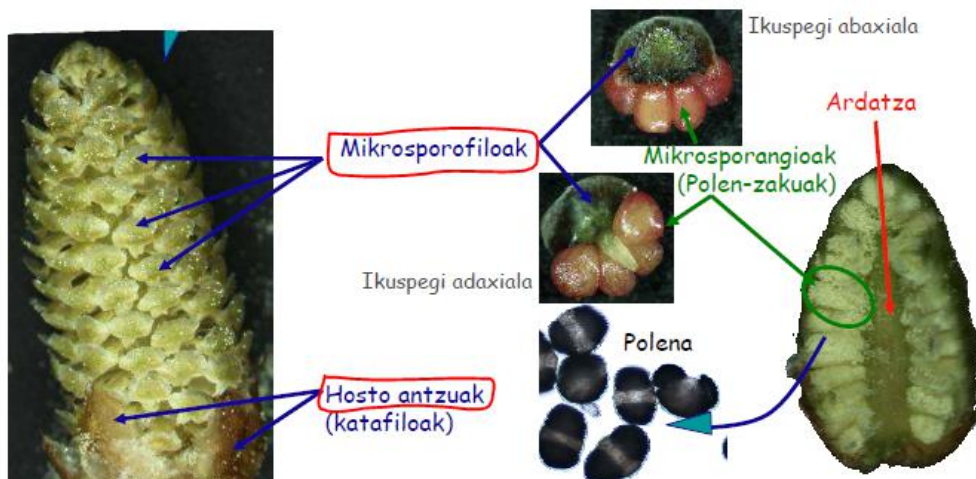 Ikuspegi abaxiala
Ardatza
Mikrosporofiloak
Mikrosporangioak
(Polen-zakuak)
Ikuspegi adaxiala
Polena
Hosto antzuak
(katafiloak)